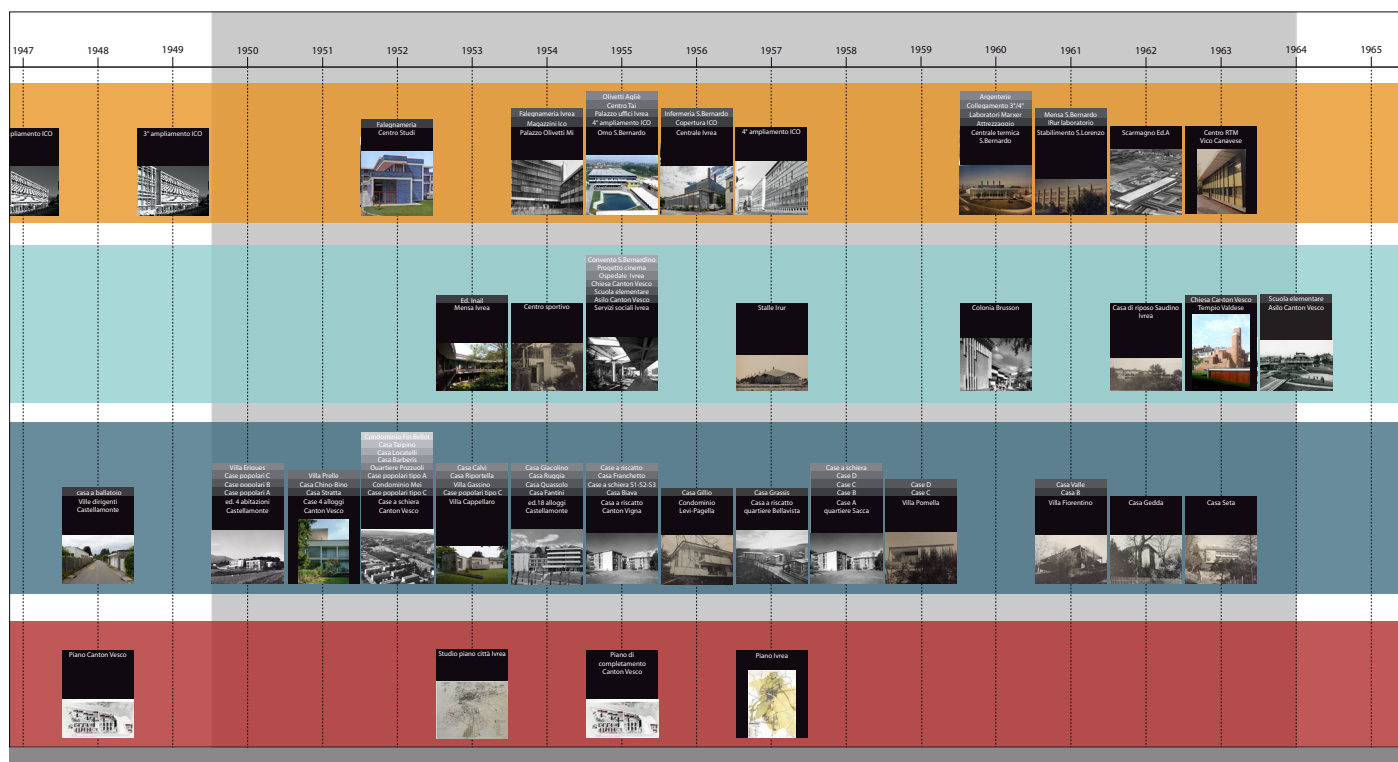 1947 1948 1949 1950 1951 1952 1953 1954 1955 1956 1957 1958 1959 1960 1961 1962 1963 1964 1965
pliamento ICO
3° ampliamento ICO
Falegnameria
Centro Studi
Falegnameria Ivrea
Magazzini Ico
Palazzo Olivetti Mi
Olivetti Agliè
Centro Tai
Palazzo uffici Ivrea
4° ampliamento ICO
Omo S.Bernardo
Infermeria S.Bernardo
Copertura ICO
Centrale Ivrea
4° ampliamento ICO
Argenterie
Collegamento 3°/4°
Laboratori Marxer
Attrezzaggio
Centrale termica
S.Bernardo
Mensa S.Bernardo
IRur laboratorio
Stabilimento S.Lorenzo
Scarmagno Ed.A
Centro RTM
Vico Canavese
Ed. Inail
Mensa Ivrea
Centro sportivo
Convento S.Bernardino
Progetto cinema
Ospedale Ivrea
Chiesa Canton Vesco
Scuola elementare
Asilo Canton Vesco
Servizi sociali Ivrea
Stalle Irur
Colonia Brusson
Casa di riposo Saudino
Ivrea
Chiesa Canton Vesco
Tempio Valdese
Scuola elementare
Asilo Canton Vesco
casa a ballatoio
Ville dirigenti
Castellamonte
Villa Eriques
Case popolari C
Case popolari B
Case popolari A
ed. 4 abitazioni
Castellamonte
Villa Prelle
Casa Chino-Bino
Casa Stratta
Case 4 alloggi
Canton Vesco
Condominio Fio Bellot
Casa Tarpino
Casa Locatelli
Casa Barberis
Quartiere Pozzuoli
Case popolari tipo A
Condominio Mei
Case popolari tipo C
Case a schiera
Canton Vesco
Casa Calvi
Casa Riportella
Villa Gassino
Case popolari tipo C
Villa Cappellaro
Casa Giacolino
Casa Ruggia
Casa Quassolo
Casa Fantini
ed.18 alloggi
Castellamonte
Case a riscatto
Casa Franchetto
Case a schiera S1-S2-S3
Casa Biava
Casa a riscatto
Canton Vigna
Casa Gillio
Condominio
Levi-Pagella
Casa Grassis
Casa a riscatto
quartiere Bellavista
Case a schiera
Case D
Case C
Case B
Case A
quartiere Sacca
Case D
Case C
Villa Pomella
Casa Valle
Casa B
Villa Fiorentino
Casa Gedda
Casa Seta
Piano Canton Vesco
Studio piano città Ivrea
Piano di
completamento
Canton Vesco
Piano Ivrea